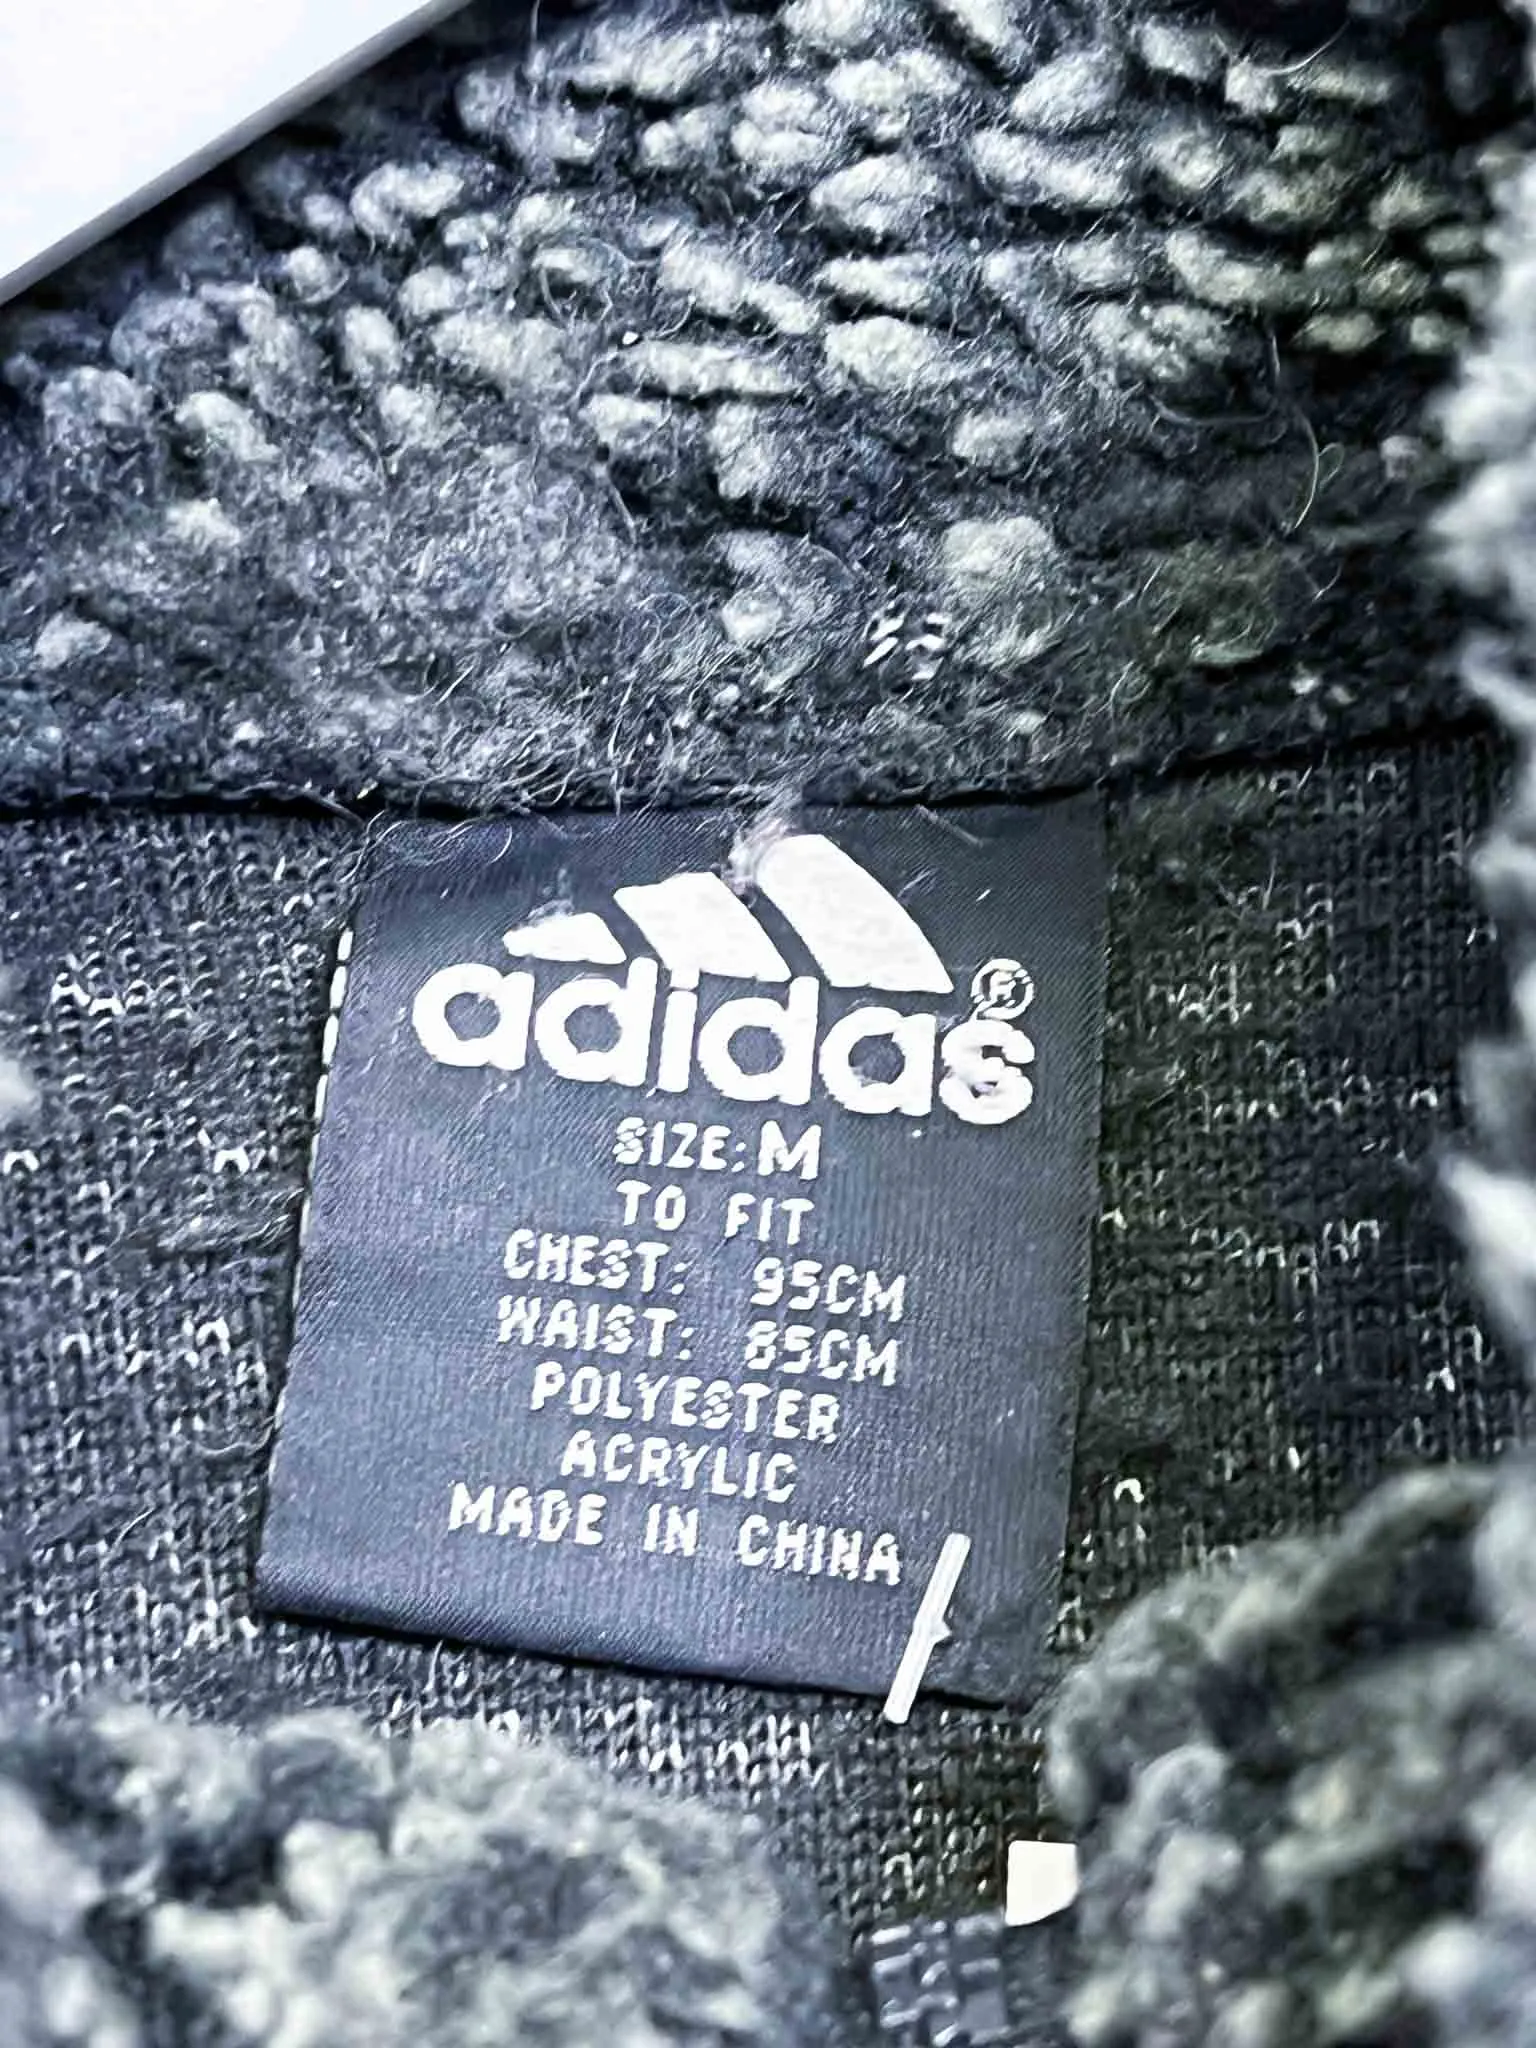 adidas®
SIZE: M
TO FIT
CHEST: 95CM
WAIST: 85CM
POLYESTER
ACRYLIC
MADE IN CHINA